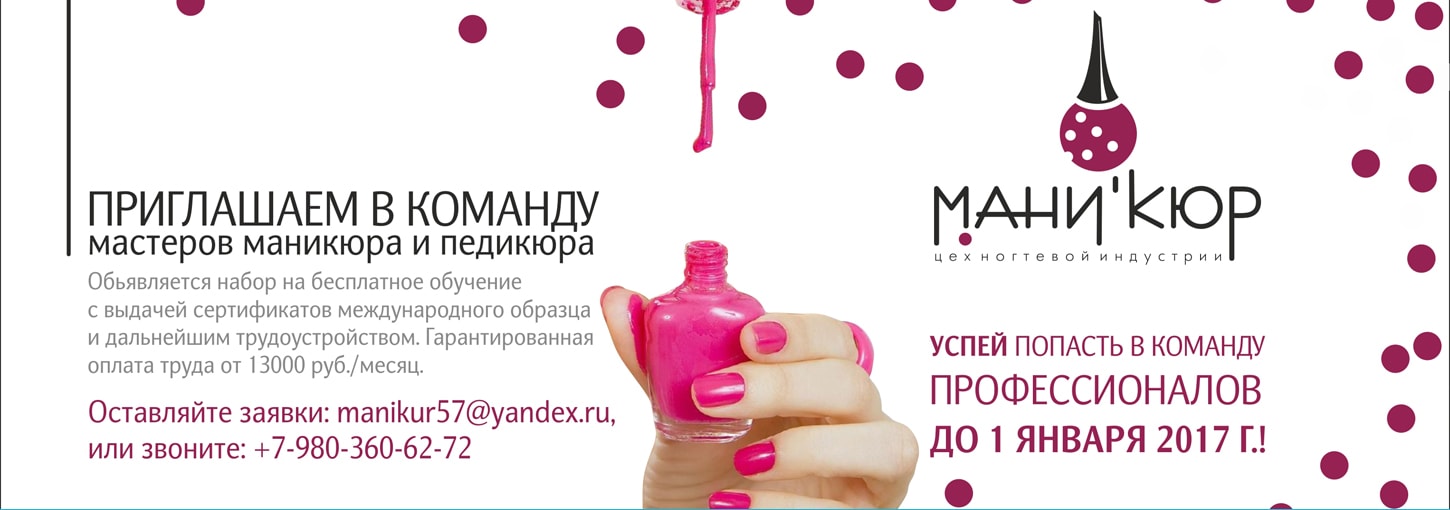 ПРИГЛАШАЕМ В КОМАНДУ
мастеров маникюра и педикюра
Обьявляется набор на бесплатное обучение
с выдачей сертификатов международного образца
и дальнейшим трудоустройством. Гарантированная
оплата труда от 13000 руб./месяц.
Оставляйте заявки: manikur57@yandex.ru,
или звоните: +7-980-360-62-72
мАНИ'КЮР
цех ногтевой индустрии
УСПЕЙ ПОПАСТЬ В КОМАНДУ
ПРОФЕССИОНАЛОВ
ДО 1 ЯНВАРЯ 2017 Г.!